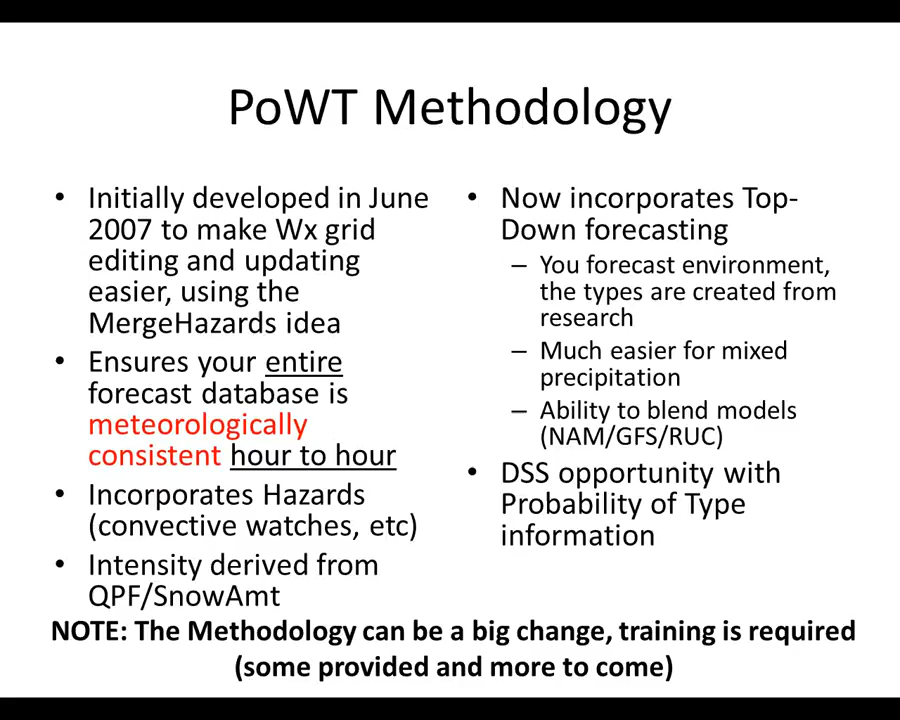 PoWT Methodology
• Initially developed in June
2007 to make Wx grid
editing and updating
easier, using the
MergeHazards idea
• Ensures your entire
forecast database is
meteorologically
consistent hour to hour
• Incorporates Hazards
(convective watches, etc)
• Intensity derived from
QPF/SnowAmt
• Now incorporates Top-
Down forecasting
– You forecast environment,
the types are created from
research
– Much easier for mixed
precipitation
– Ability to blend models
(NAM/GFS/RUC)
• DSS opportunity with
Probability of Type
information
NOTE: The Methodology can be a big change, training is required
(some provided and more to come)